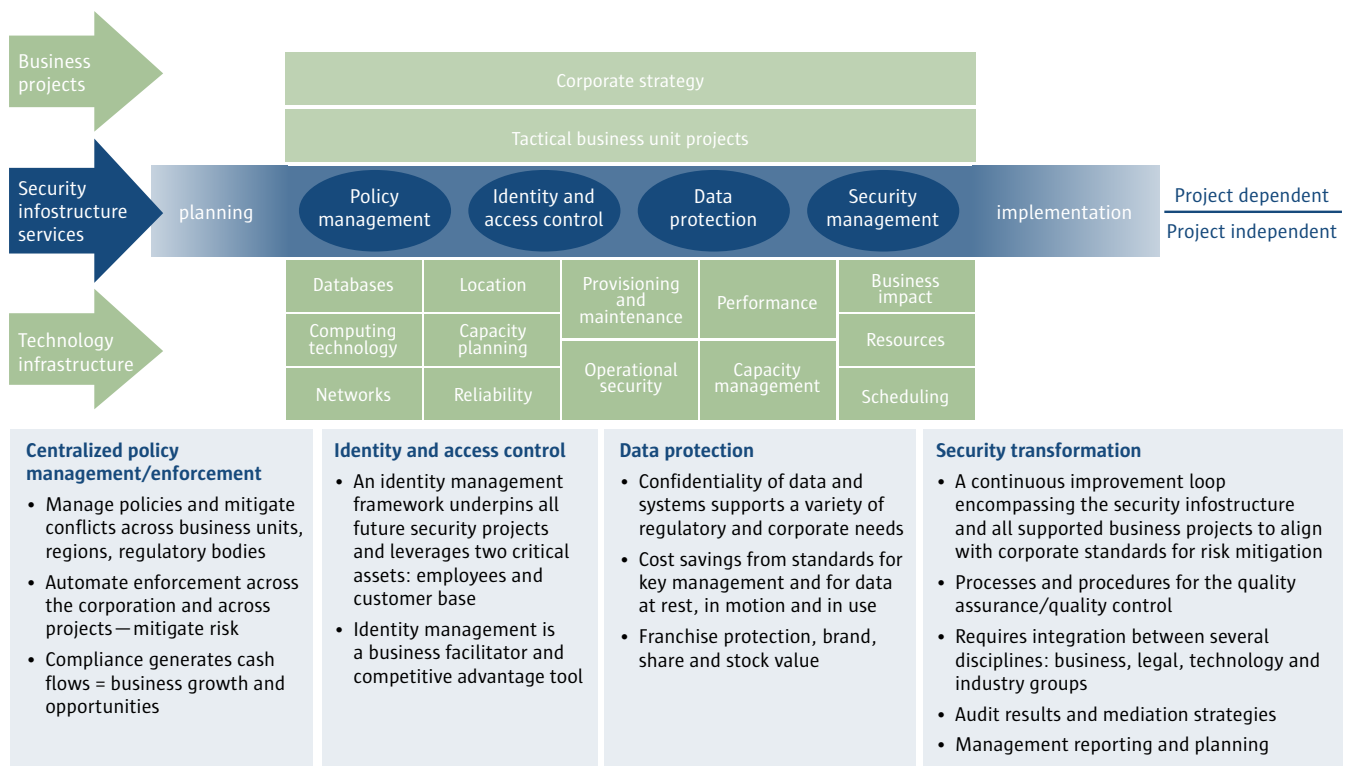 Business
projects
Corporate strategy
Tactical business unit projects
Security
infostructure
services
planning
Policy
management
Identity and
access control
Data
protection
Security
management
implementation
Project dependent
Project independent
Technology
infrastructure
Databases
Location
Provisioning
and
maintenance
Performance
Business
impact
Computing
technology
Capacity
planning
Resources
Operational
security
Capacity
management
Networks
Reliability
Scheduling
Centralized policy
management/enforcement
• Manage policies and mitigate
conflicts across business units,
regions, regulatory bodies
• Automate enforcement across
the corporation and across
projects—mitigate risk
• Compliance generates cash
flows = business growth and
opportunities
Identity and access control
• An identity management
framework underpins all
future security projects
and leverages two critical
assets: employees and
customer base
• Identity management is
a business facilitator and
competitive advantage tool
Data protection
• Confidentiality of data and
systems supports a variety of
regulatory and corporate needs
• Cost savings from standards for
key management and for data
at rest, in motion and in use
• Franchise protection, brand,
share and stock value
Security transformation
• A continuous improvement loop
encompassing the security infostructure
and all supported business projects to align
with corporate standards for risk mitigation
• Processes and procedures for the quality
assurance/quality control
• Requires integration between several
disciplines: business, legal, technology and
industry groups
• Audit results and mediation strategies
• Management reporting and planning